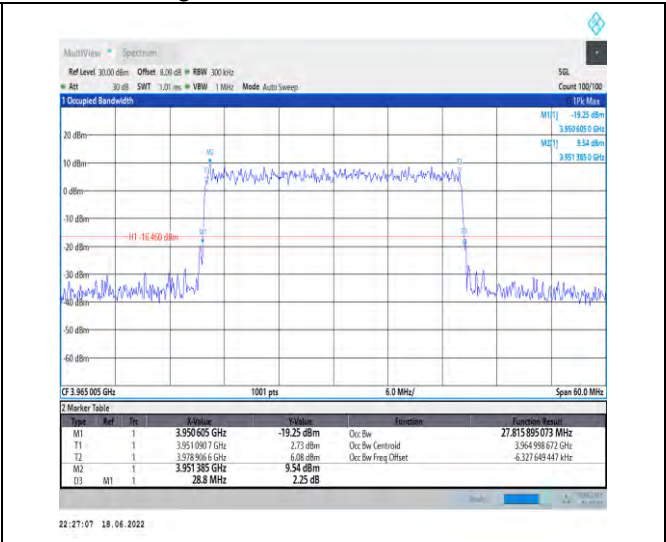 MultiView Spectrum
Ref Level 30.00 dBm Offset 8.09 dB RBW 300 kHz SGL
Att 30 dB SWT 1.01 ms VBW 1 MHz Mode Auto Sweep Count 100/100
1 Occupied Bandwidth 1Pk Max
M1[1] -19.25 dBm
3.950 605 0 GHz
M2[1] 9.54 dBm
3.951 385 0 GHz
20 dBm
M2
10 dBm
0 dBm
-10 dBm
H1 -16.460 dBm
M1
-20 dBm
-30 dBm
-40 dBm
-50 dBm
-60 dBm
CF 3.965 005 GHz 1001 pts 6.0 MHz/ Span 60.0 MHz
2 Marker Table
Type Ref Trc X-Value Y-Value Function Function Result
M1 1 3.950 605 GHz -19.25 dBm Occ Bw 27.815 895 073 MHz
T1 1 3.951 090 7 GHz 2.73 dBm Occ Bw Centroid 3.964 998 672 GHz
T2 1 3.978 906 6 GHz 6.08 dBm Occ Bw Freq Offset -6.327 649 447 kHz
M2 1 3.951 385 GHz 9.54 dBm
D3 M1 1 28.8 MHz 2.25 dB
22:27:07 18.06.2022